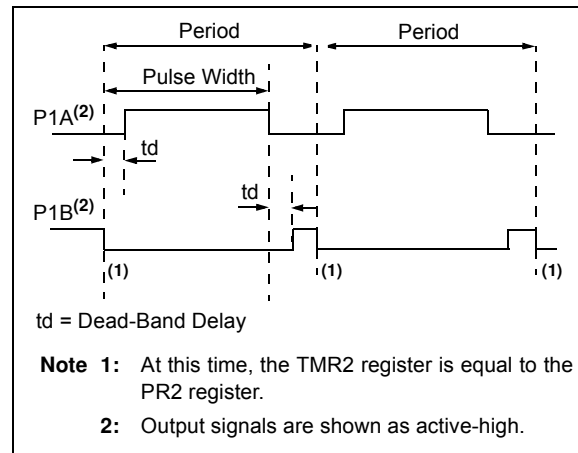 Period Period
Pulse Width
P1A(2)
td
td
P1B(2)
(1) (1) (1)
td = Dead-Band Delay
Note 1: At this time, the TMR2 register is equal to the
PR2 register.
2: Output signals are shown as active-high.